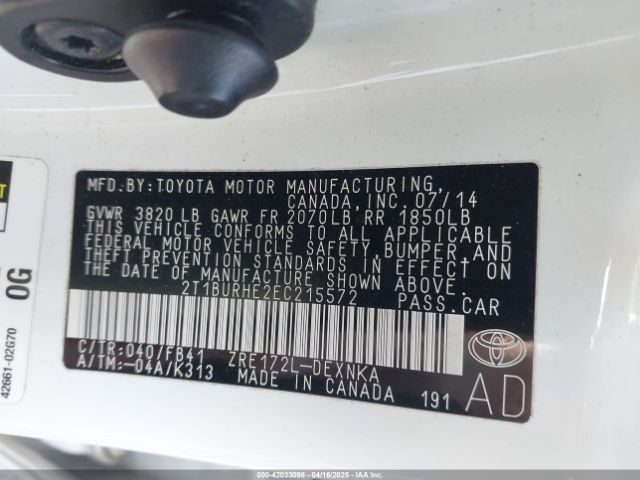 MFD.BY:TOYOTA MOTOR MANUFACTURING,
CANADA, INC. 07/14
GVWR 3820 LB GAWR FR 2070LB RR 1850LB
THIS VEHICLE CONFORMS TO ALL APPLICABLE
FEDERAL MOTOR VEHICLE SAFETY, BUMPER, AND
THEFT PREVENTION STANDARDS IN EFFECT ON
THE DATE OF MANUFACTURE SHOWN ABOVE.
2T1BURHE2EC215572 PASS.CAR
C/TR:040/FB41 ZRE172L-DEXNKA
A/TM:-04A/K313 MADE IN CANADA 191
AD
0G
42661-02G70
000-42033098 - 04/16/2025 - IAAI.COM